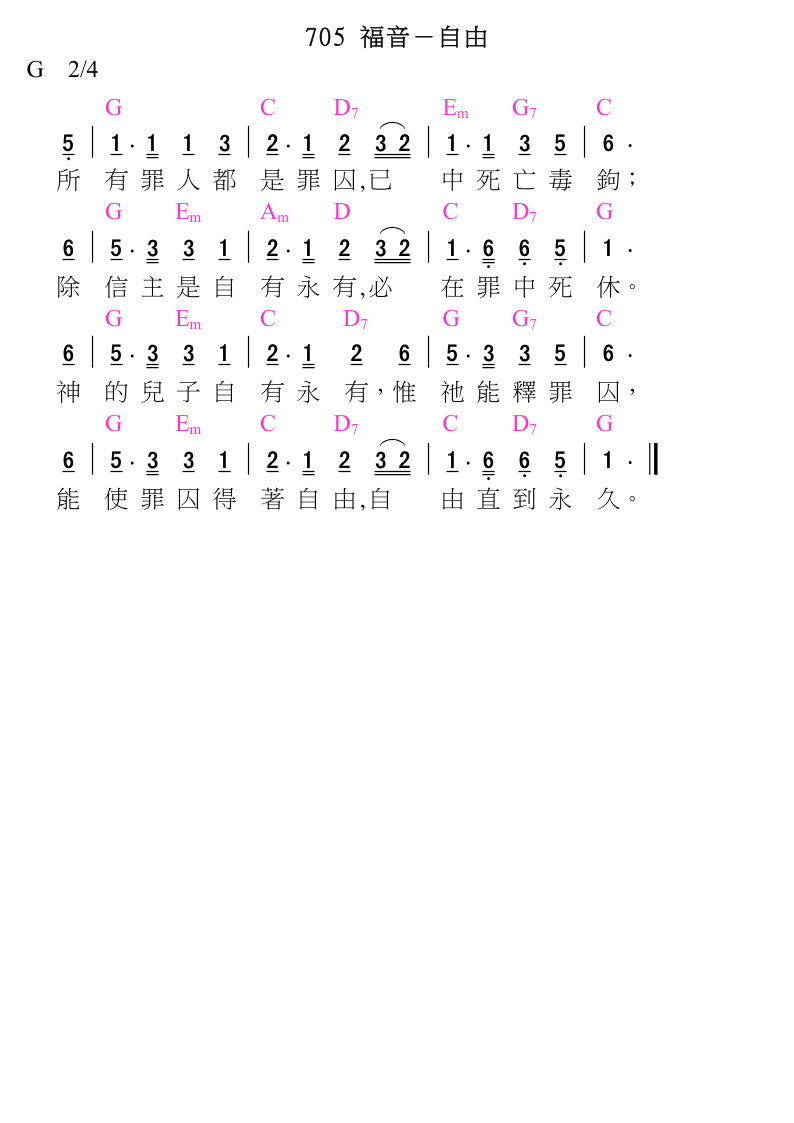 705 福音－自由
G 2/4
G C D7 Em G7 C
5 | 1· 1 1 3 | 2· 1 2 3 2 | 1· 1 3 5 | 6 ·
所 有罪人都 是罪囚,已 中死亡毒 鉤；
G Em Am D C D7 G
6 | 5· 3 3 1 | 2· 1 2 3 2 | 1· 6 6 5 | 1 ·
除 信主是自 有永有,必 在罪中死 休。
G Em C D7 G G7 C
6 | 5· 3 3 1 | 2· 1 2 6 | 5· 3 3 5 | 6 ·
神 的兒子自 有永 有，惟 祂能釋罪 囚，
G Em C D7 C D7 G
6 | 5· 3 3 1 | 2· 1 2 3 2 | 1· 6 6 5 | 1 · ||
能 使罪囚得 著自由,自 由直到永 久。